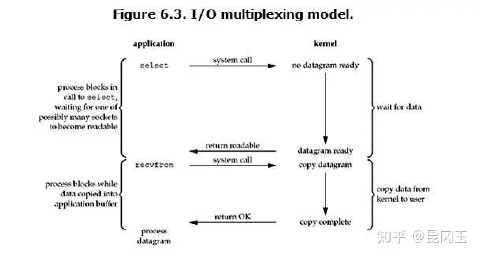 Figure 6.3. I/O multiplexing model.
application
kernel
select
system call
no datagram ready
process blocks in
call to select,
waiting for one of
possibly many sockets
to become readable
wait for data
return readable
datagram ready
recvfrom
system call
copy datagram
process blocks while
data copied into
application buffer
copy data from
kernel to user
return OK
copy complete
process
datagram
知乎 @昆冈玉